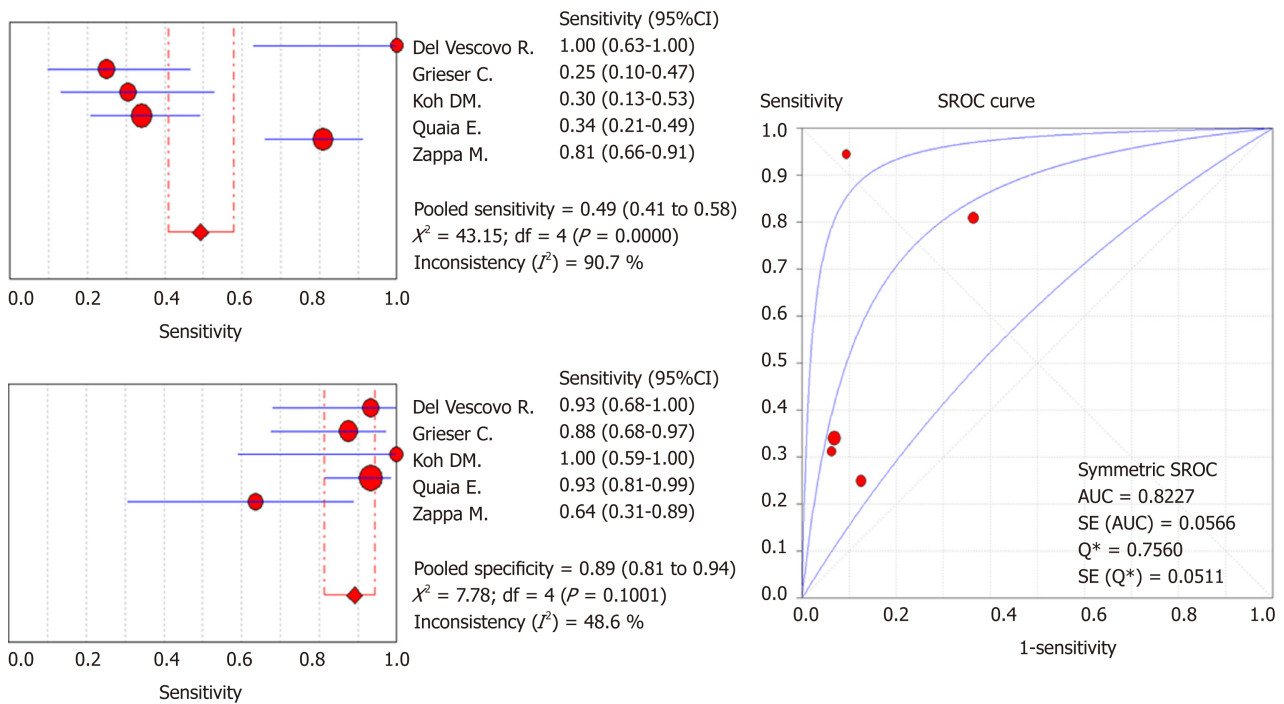 Sensitivity (95%CI)
Del Vescovo R. 1.00 (0.63-1.00)
Grieser C. 0.25 (0.10-0.47)
Koh DM. 0.30 (0.13-0.53)
Quaia E. 0.34 (0.21-0.49)
Zappa M. 0.81 (0.66-0.91)
Pooled sensitivity = 0.49 (0.41 to 0.58)
X² = 43.15; df = 4 (P = 0.0000)
Inconsistency (I²) = 90.7 %
0.0 0.2 0.4 0.6 0.8 1.0
Sensitivity
Sensitivity (95%CI)
Del Vescovo R. 0.93 (0.68-1.00)
Grieser C. 0.88 (0.68-0.97)
Koh DM. 1.00 (0.59-1.00)
Quaia E. 0.93 (0.81-0.99)
Zappa M. 0.64 (0.31-0.89)
Pooled specificity = 0.89 (0.81 to 0.94)
X² = 7.78; df = 4 (P = 0.1001)
Inconsistency (I²) = 48.6 %
0.0 0.2 0.4 0.6 0.8 1.0
Sensitivity
Sensitivity SROC curve
1.0
0.9
0.8
0.7
0.6
0.5
0.4
0.3
0.2
0.1
0.0
Symmetric SROC
AUC = 0.8227
SE (AUC) = 0.0566
Q* = 0.7560
SE (Q*) = 0.0511
0.0 0.2 0.4 0.6 0.8 1.0
1-sensitivity